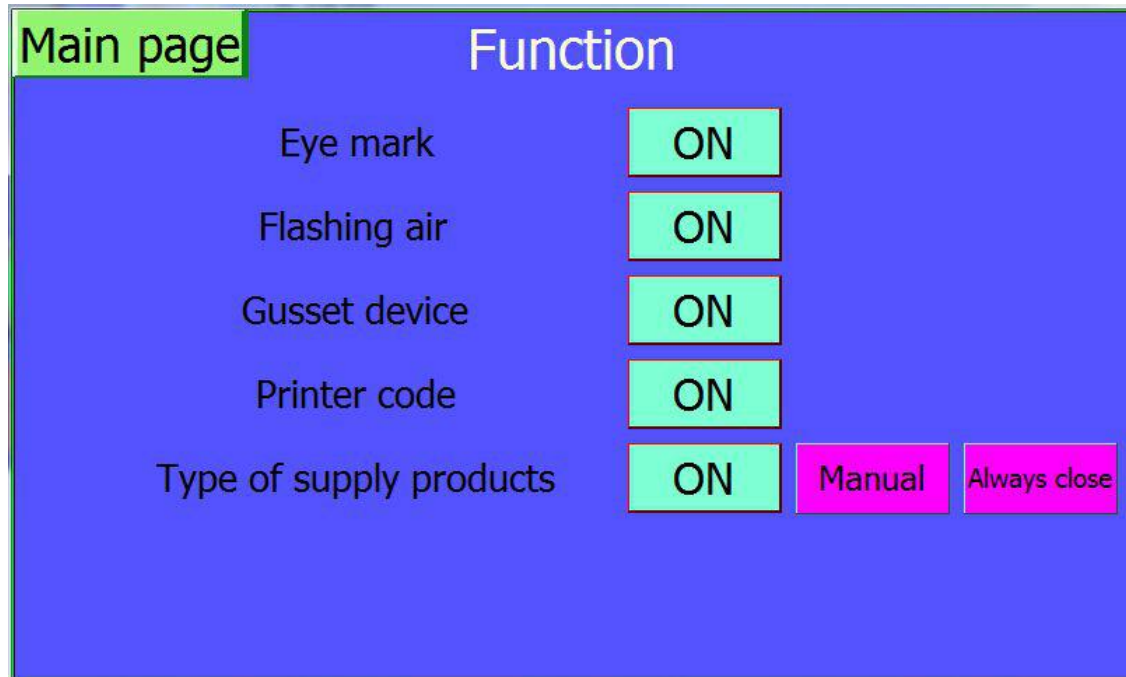 Main page
Function
Eye mark ON
Flashing air ON
Gusset device ON
Printer code ON
Type of supply products ON Manual Always close